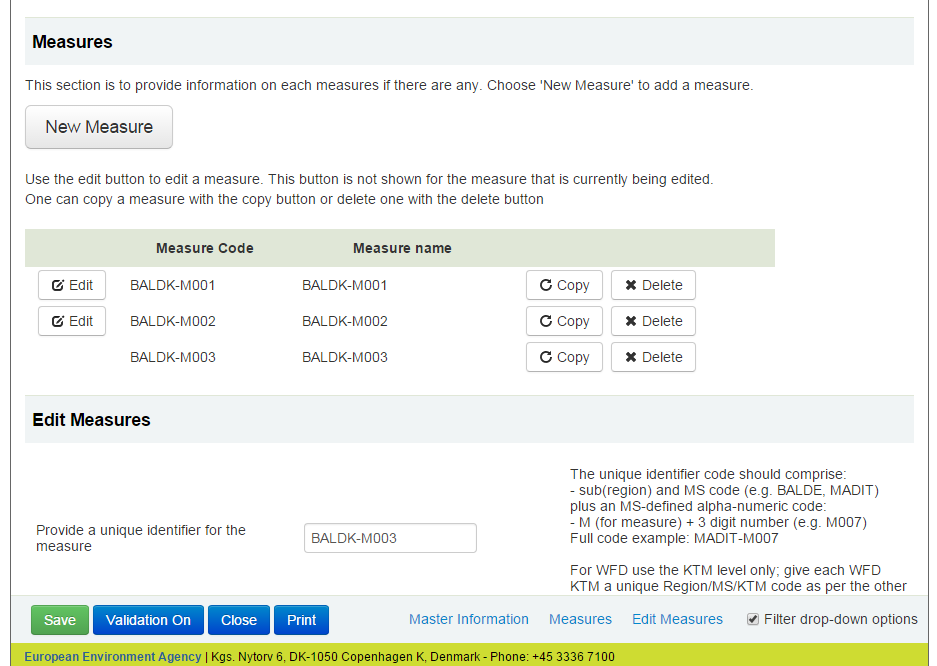 Measures
This section is to provide information on each measures if there are any. Choose 'New Measure' to add a measure.
New Measure
Use the edit button to edit a measure. This button is not shown for the measure that is currently being edited.
One can copy a measure with the copy button or delete one with the delete button
Measure Code Measure name
Edit BALDK-M001 BALDK-M001 Copy Delete
Edit BALDK-M002 BALDK-M002 Copy Delete
BALDK-M003 BALDK-M003 Copy Delete
Edit Measures
Provide a unique identifier for the
measure
BALDK-M003
The unique identifier code should comprise:
- sub(region) and MS code (e.g. BALDE, MADIT)
plus an MS-defined alpha-numeric code:
- M (for measure) + 3 digit number (e.g. M007)
Full code example: MADIT-M007
For WFD use the KTM level only; give each WFD
KTM a unique Region/MS/KTM code as per the other
Save Validation On Close Print Master Information Measures Edit Measures Filter drop-down options
European Environment Agency | Kgs. Nytorv 6, DK-1050 Copenhagen K, Denmark - Phone: +45 3336 7100